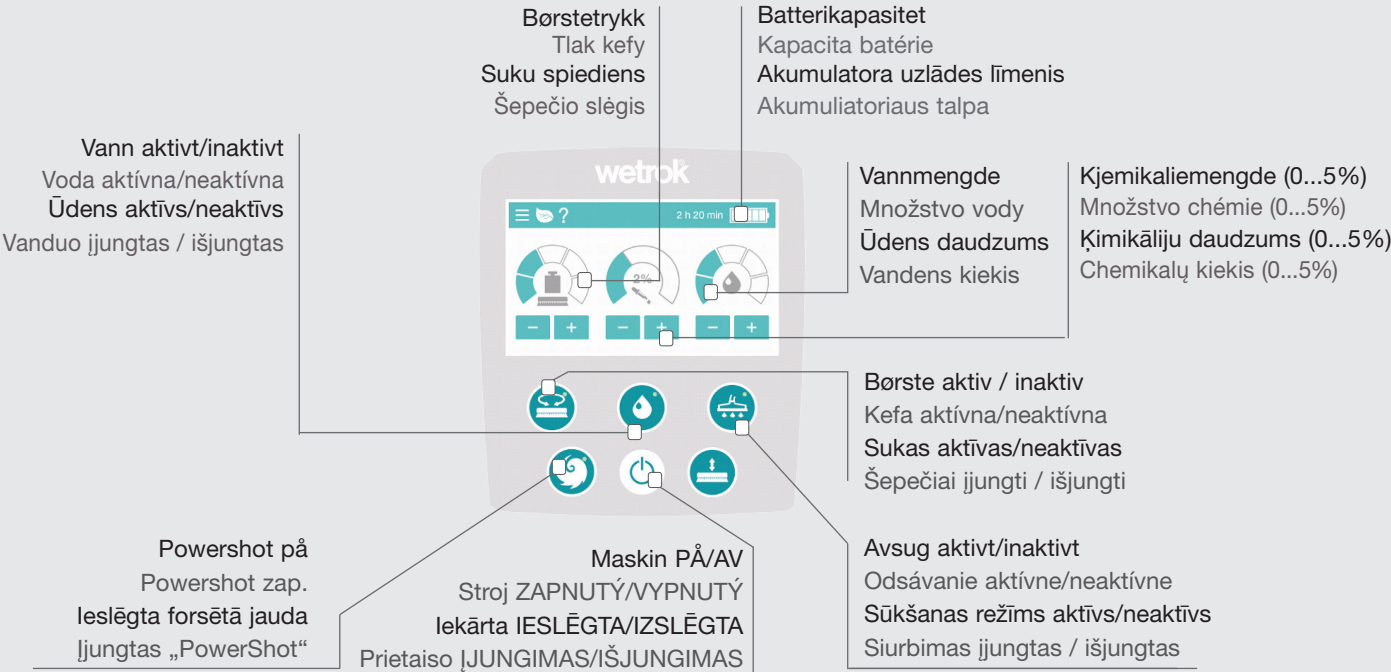 Børstetrykk
Tlak kefy
Suku spiediens
Šepečio slėgis
Batterikapasitet
Kapacita batérie
Akumulatora uzlādes līmenis
Akumuliatoriaus talpa
Vann aktivt/inaktivt
Voda aktívna/neaktívna
Ūdens aktīvs/neaktīvs
Vanduo įjungtas / išjungtas
wetrok
? 2 h 20 min
2%
− + − + − +
Vannmengde
Množstvo vody
Ūdens daudzums
Vandens kiekis
Kjemikaliemengde (0...5%)
Množstvo chémie (0...5%)
Ķimikāliju daudzums (0...5%)
Chemikalų kiekis (0...5%)
Børste aktiv / inaktiv
Kefa aktívna/neaktívna
Sukas aktīvas/neaktīvas
Šepečiai įjungti / išjungti
Powershot på
Powershot zap.
Ieslēgta forsētā jauda
Įjungtas „PowerShot“
Maskin PÅ/AV
Stroj ZAPNUTÝ/VYPNUTÝ
Iekārta IESLĒGTA/IZSLĒGTA
Prietaiso ĮJUNGIMAS/IŠJUNGIMAS
Avsug aktivt/inaktivt
Odsávanie aktívne/neaktívne
Sūkšanas režīms aktīvs/neaktīvs
Siurbimas įjungtas / išjungtas